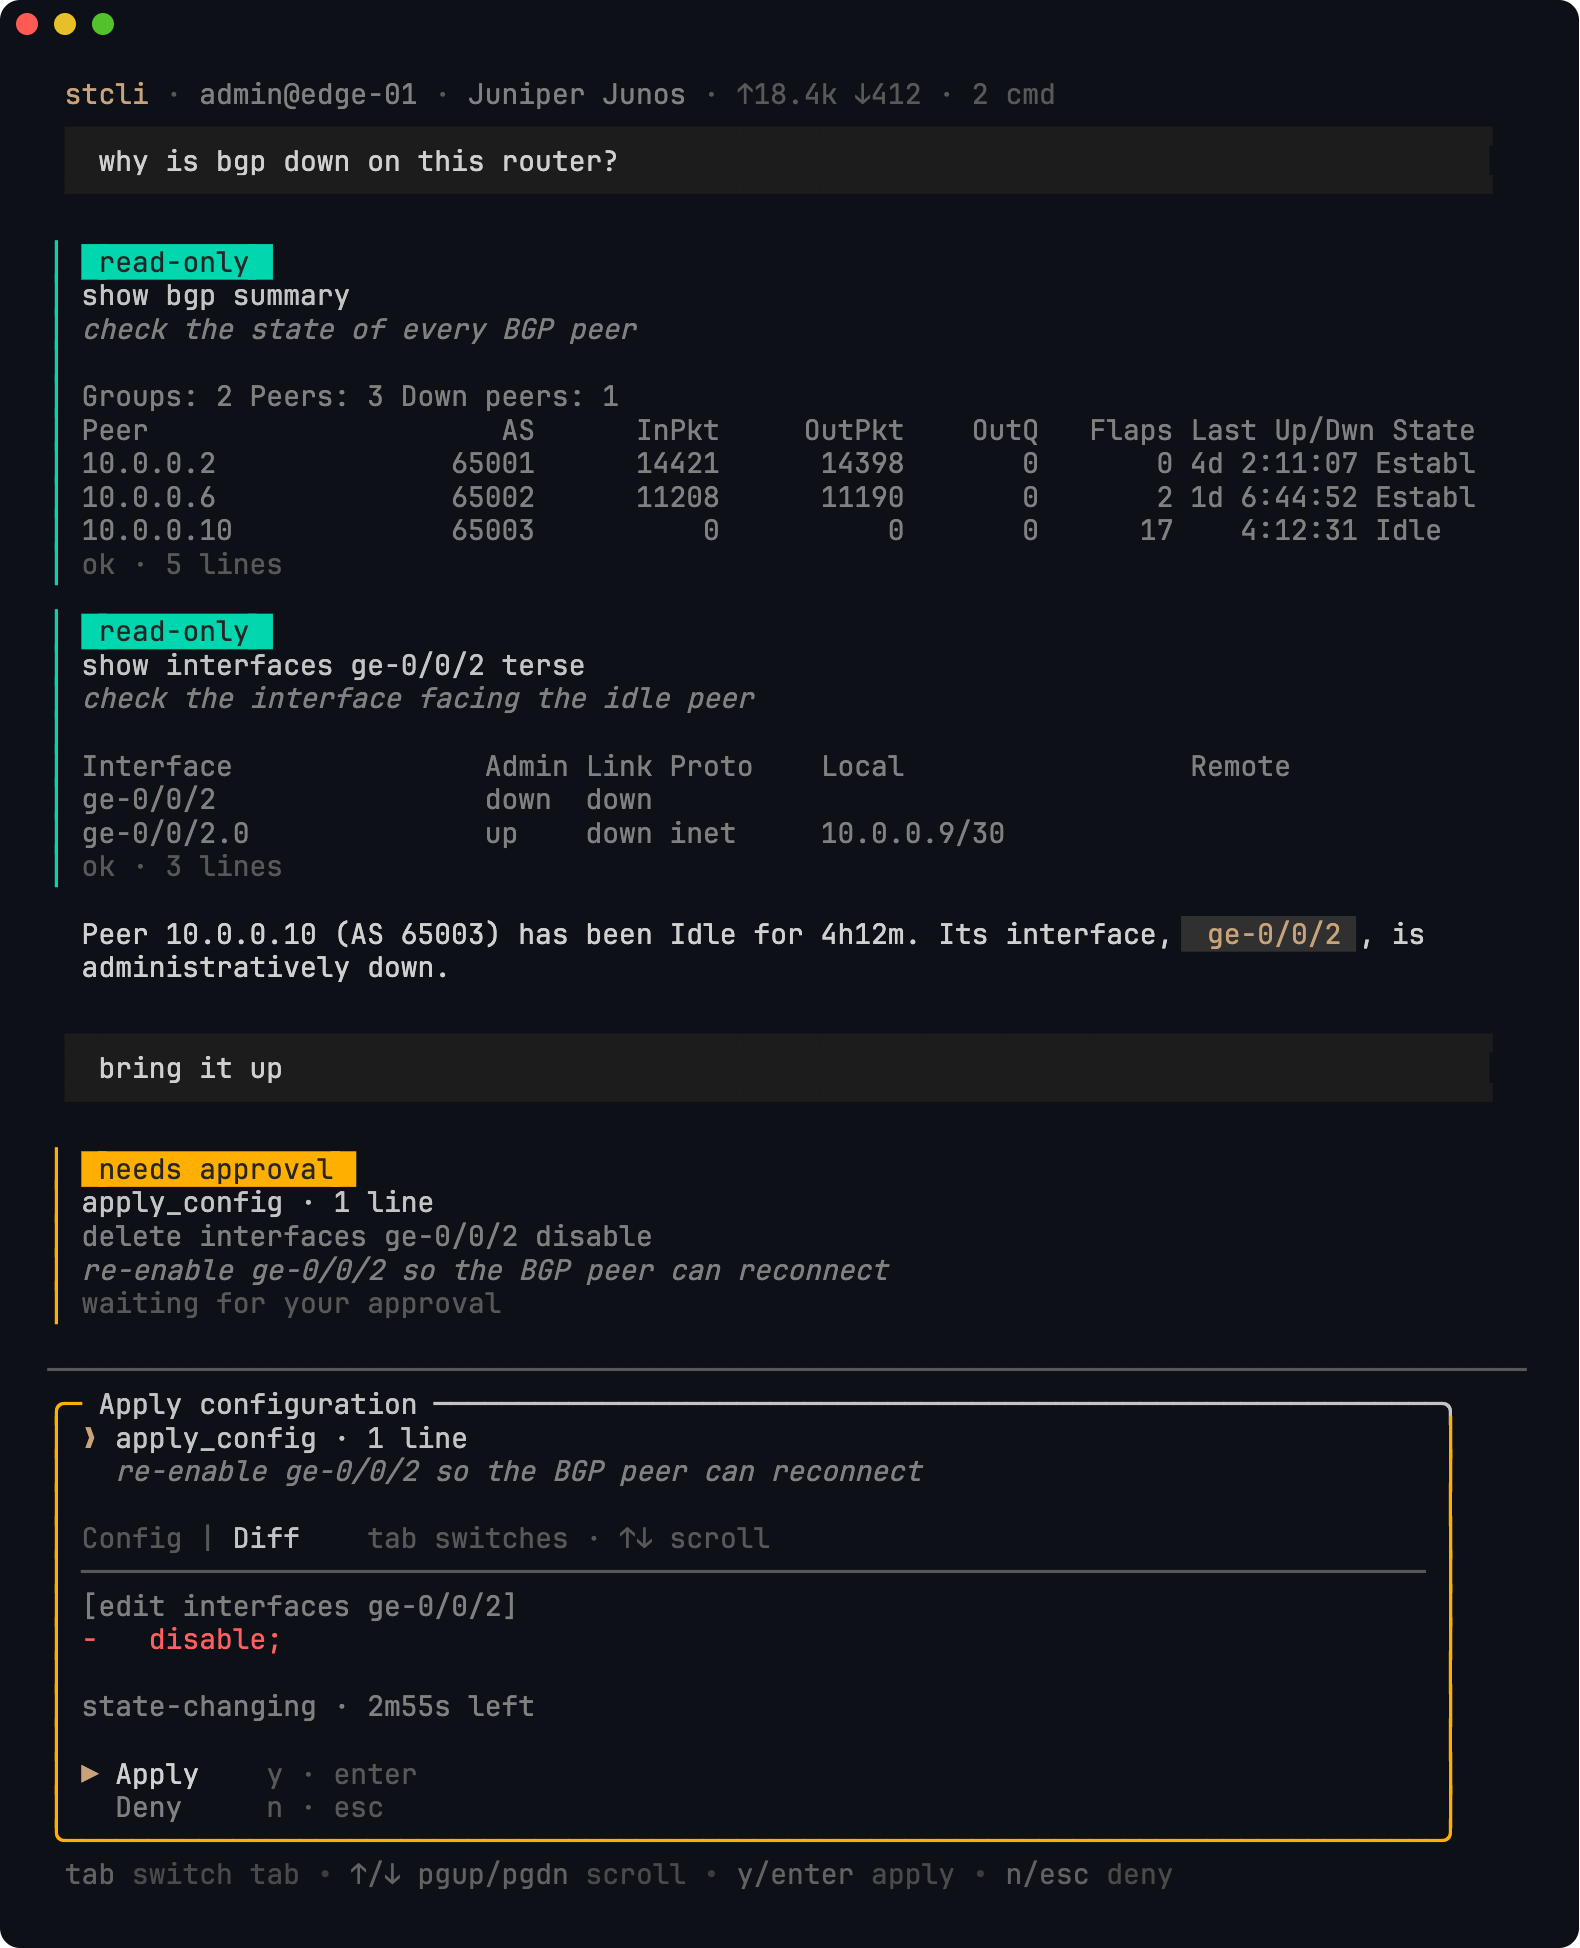 stcli · admin@edge-01 · Juniper Junos · ↑18.4k ↓412 · 2 cmd
why is bgp down on this router?
read-only
show bgp summary
check the state of every BGP peer
Groups: 2 Peers: 3 Down peers: 1
Peer                     AS      InPkt     OutPkt    OutQ   Flaps Last Up/Dwn State
10.0.0.2              65001      14421      14398       0       0 4d 2:11:07 Establ
10.0.0.6              65002      11208      11190       0       2 1d 6:44:52 Establ
10.0.0.10             65003          0          0       0      17    4:12:31 Idle
ok · 5 lines
read-only
show interfaces ge-0/0/2 terse
check the interface facing the idle peer
Interface               Admin Link Proto    Local                 Remote
ge-0/0/2                down  down
ge-0/0/2.0              up    down inet     10.0.0.9/30
ok · 3 lines
Peer 10.0.0.10 (AS 65003) has been Idle for 4h12m. Its interface, ge-0/0/2 , is
administratively down.
bring it up
needs approval
apply_config · 1 line
delete interfaces ge-0/0/2 disable
re-enable ge-0/0/2 so the BGP peer can reconnect
waiting for your approval
Apply configuration
❱ apply_config · 1 line
re-enable ge-0/0/2 so the BGP peer can reconnect
Config | Diff    tab switches · ↑↓ scroll
[edit interfaces ge-0/0/2]
-   disable;
state-changing · 2m55s left
▶ Apply    y · enter
Deny     n · esc
tab switch tab · ↑/↓ pgup/pgdn scroll · y/enter apply · n/esc deny